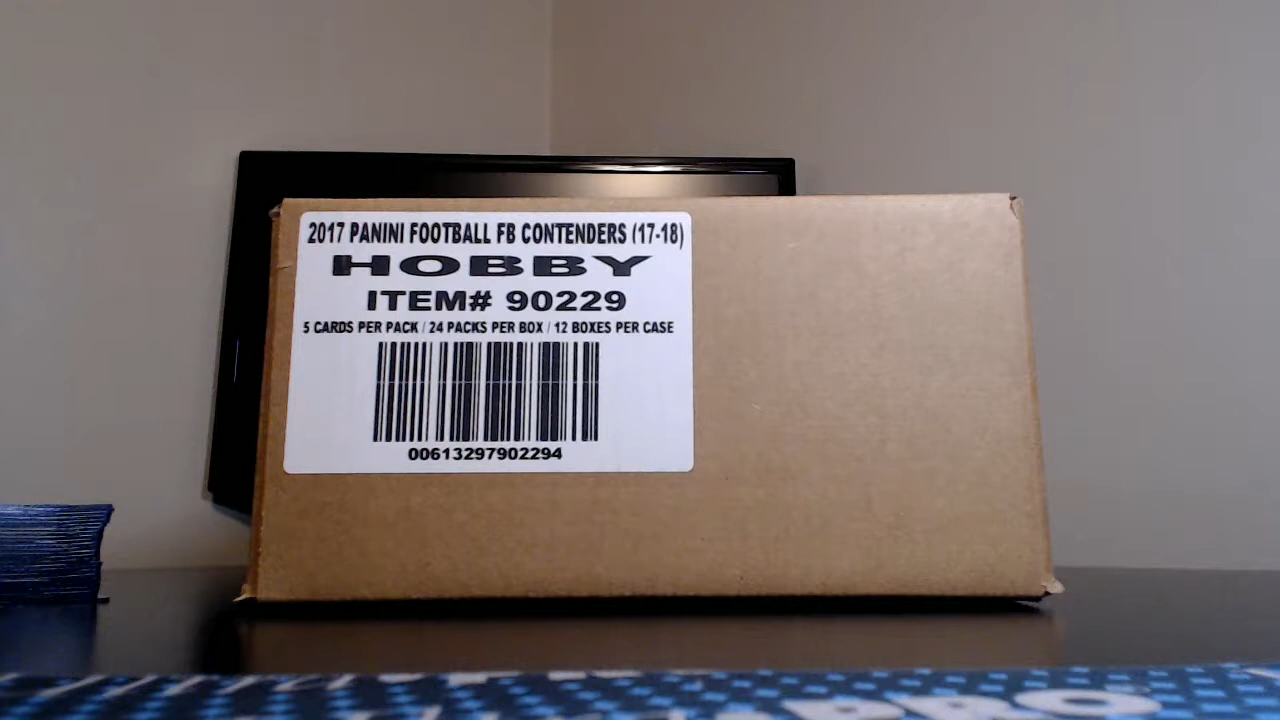 2017 PANINI FOOTBALL FB CONTENDERS (17-18)
HOBBY
ITEM# 90229
5 CARDS PER PACK / 24 PACKS PER BOX / 12 BOXES PER CASE
00613297902294
PRO